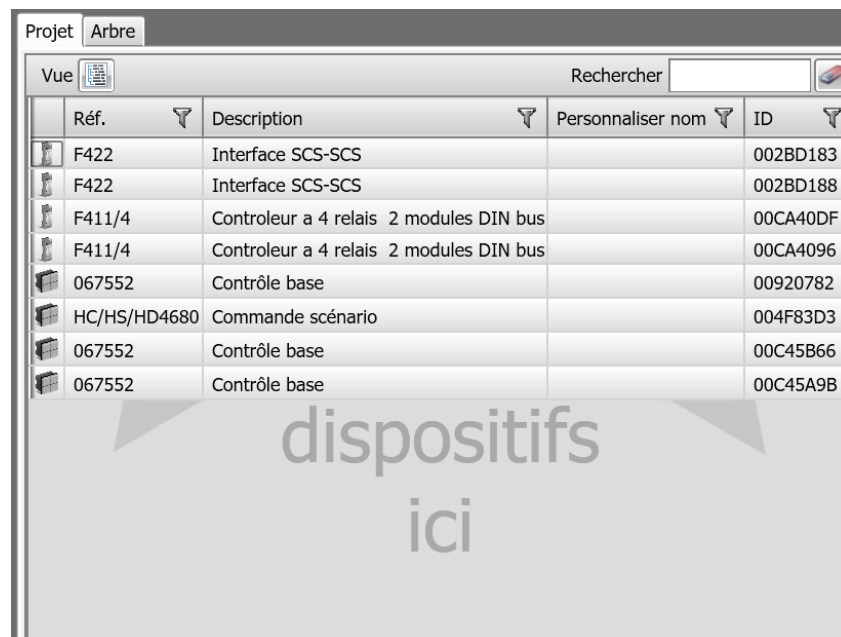 Projet Arbre
Vue Rechercher
Réf. Description Personnaliser nom ID
F422 Interface SCS-SCS 002BD183
F422 Interface SCS-SCS 002BD188
F411/4 Controleur a 4 relais 2 modules DIN bus 00CA40DF
F411/4 Controleur a 4 relais 2 modules DIN bus 00CA4096
067552 Contrôle base 00920782
HC/HS/HD4680 Commande scénario 004F83D3
067552 Contrôle base 00C45B66
067552 Contrôle base 00C45A9B
dispositifs
ici